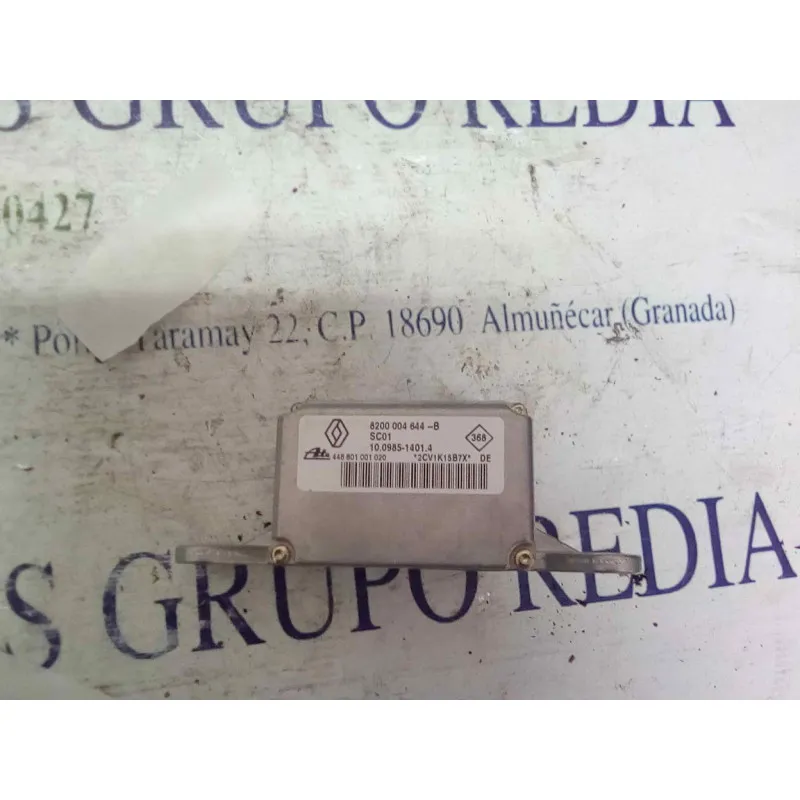 S GRUPO REDIA
0427
* Taramay 22, C.P. 18690 Almuñécar (Granada)
8200 004 644 -B
SC01
10.0985-1401.4
368
Ate 448 801 001 020 *2CV1K15B7X* DE
S GRUPO REDIA